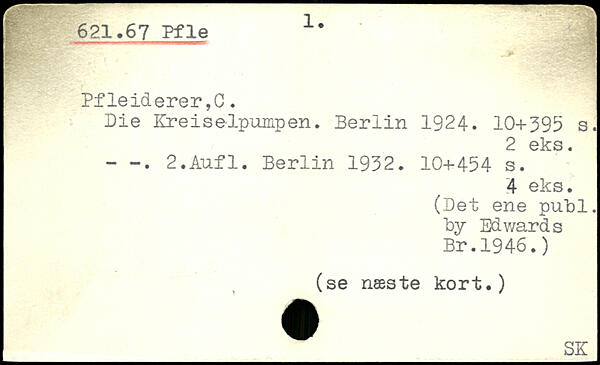 1.
621.67 Pfle
Pfleiderer,C.
Die Kreiselpumpen. Berlin 1924. 10+395 s.
2 eks.
- -. 2.Aufl. Berlin 1932. 10+454 s.
4 eks.
(Det ene publ.
by Edwards
Br.1946.)
(se næste kort.)
SK